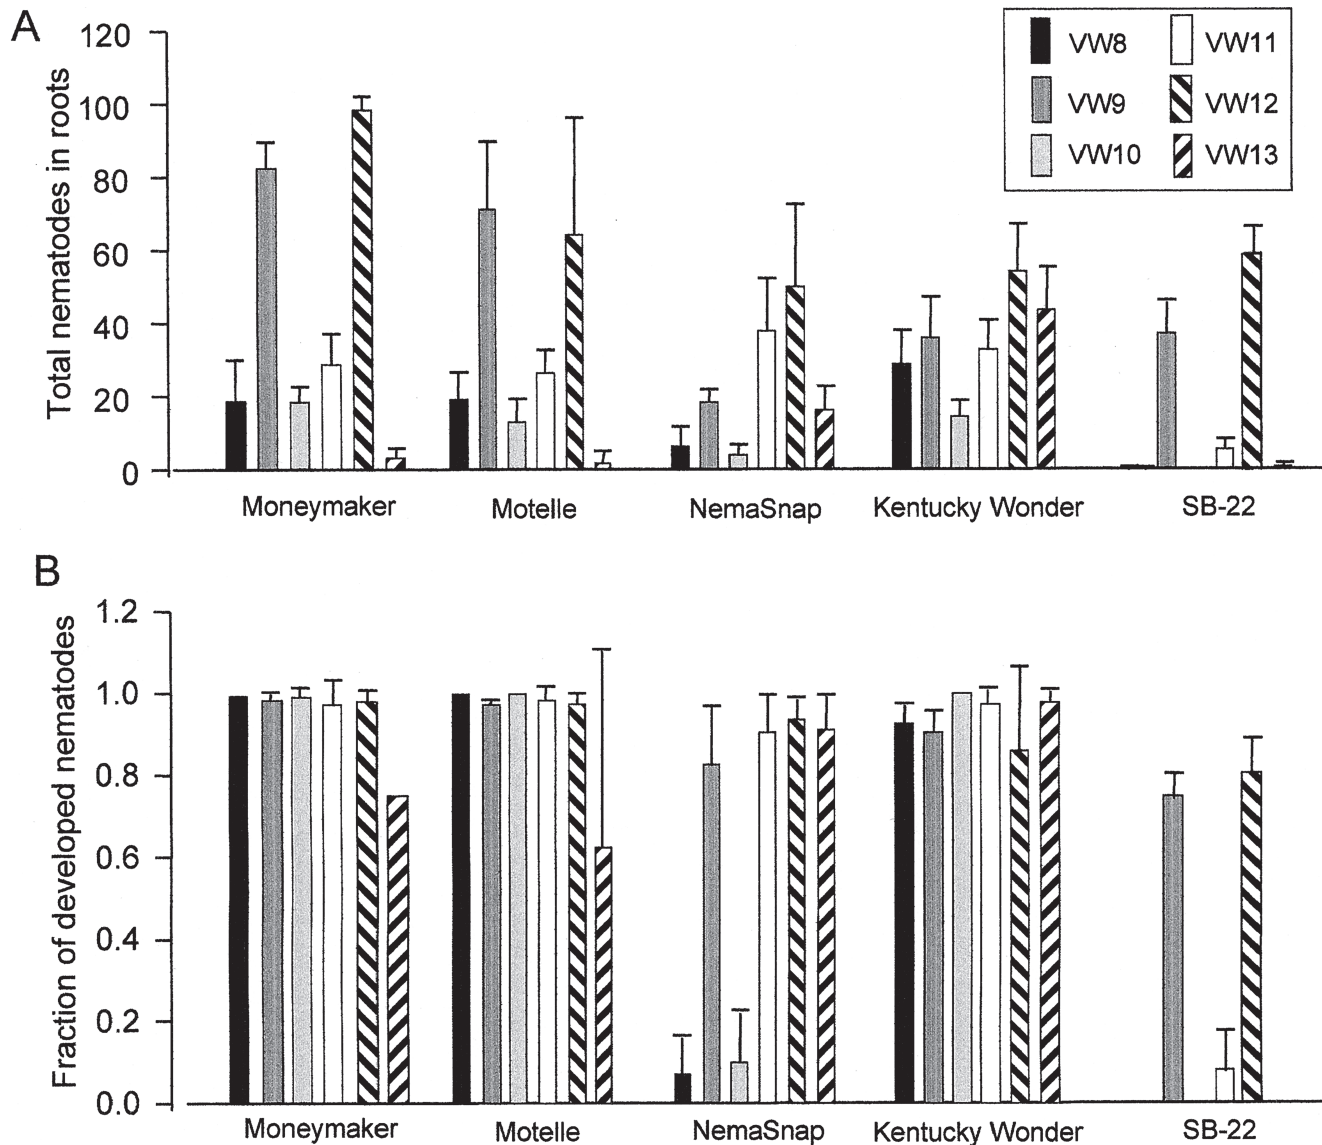 A
Total nematodes in roots
120
100
80
60
40
20
0
VW8
VW11
VW9
VW12
VW10
VW13
Moneymaker
Motelle
NemaSnap
Kentucky Wonder
SB-22
B
Fraction of developed nematodes
1.2
1.0
0.8
0.6
0.4
0.2
0.0
Moneymaker
Motelle
NemaSnap
Kentucky Wonder
SB-22